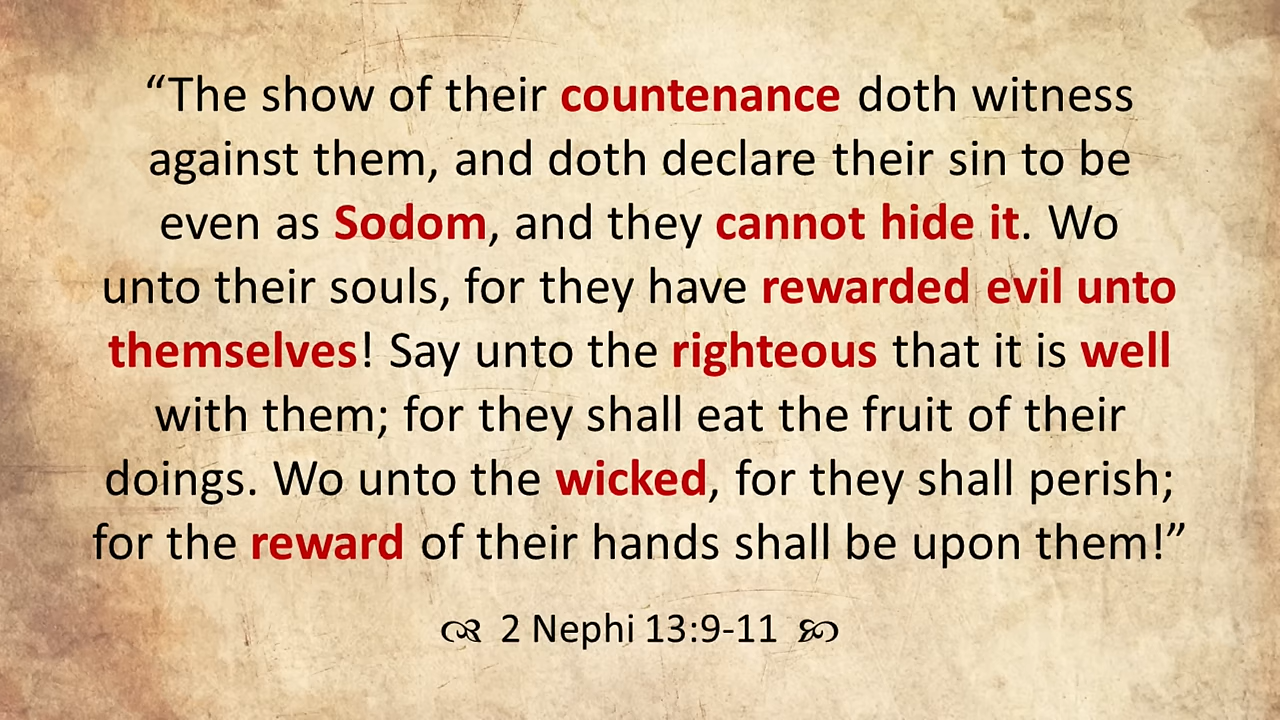 “The show of their countenance doth witness
against them, and doth declare their sin to be
even as Sodom, and they cannot hide it. Wo
unto their souls, for they have rewarded evil unto
themselves! Say unto the righteous that it is well
with them; for they shall eat the fruit of their
doings. Wo unto the wicked, for they shall perish;
for the reward of their hands shall be upon them!”
2 Nephi 13:9-11